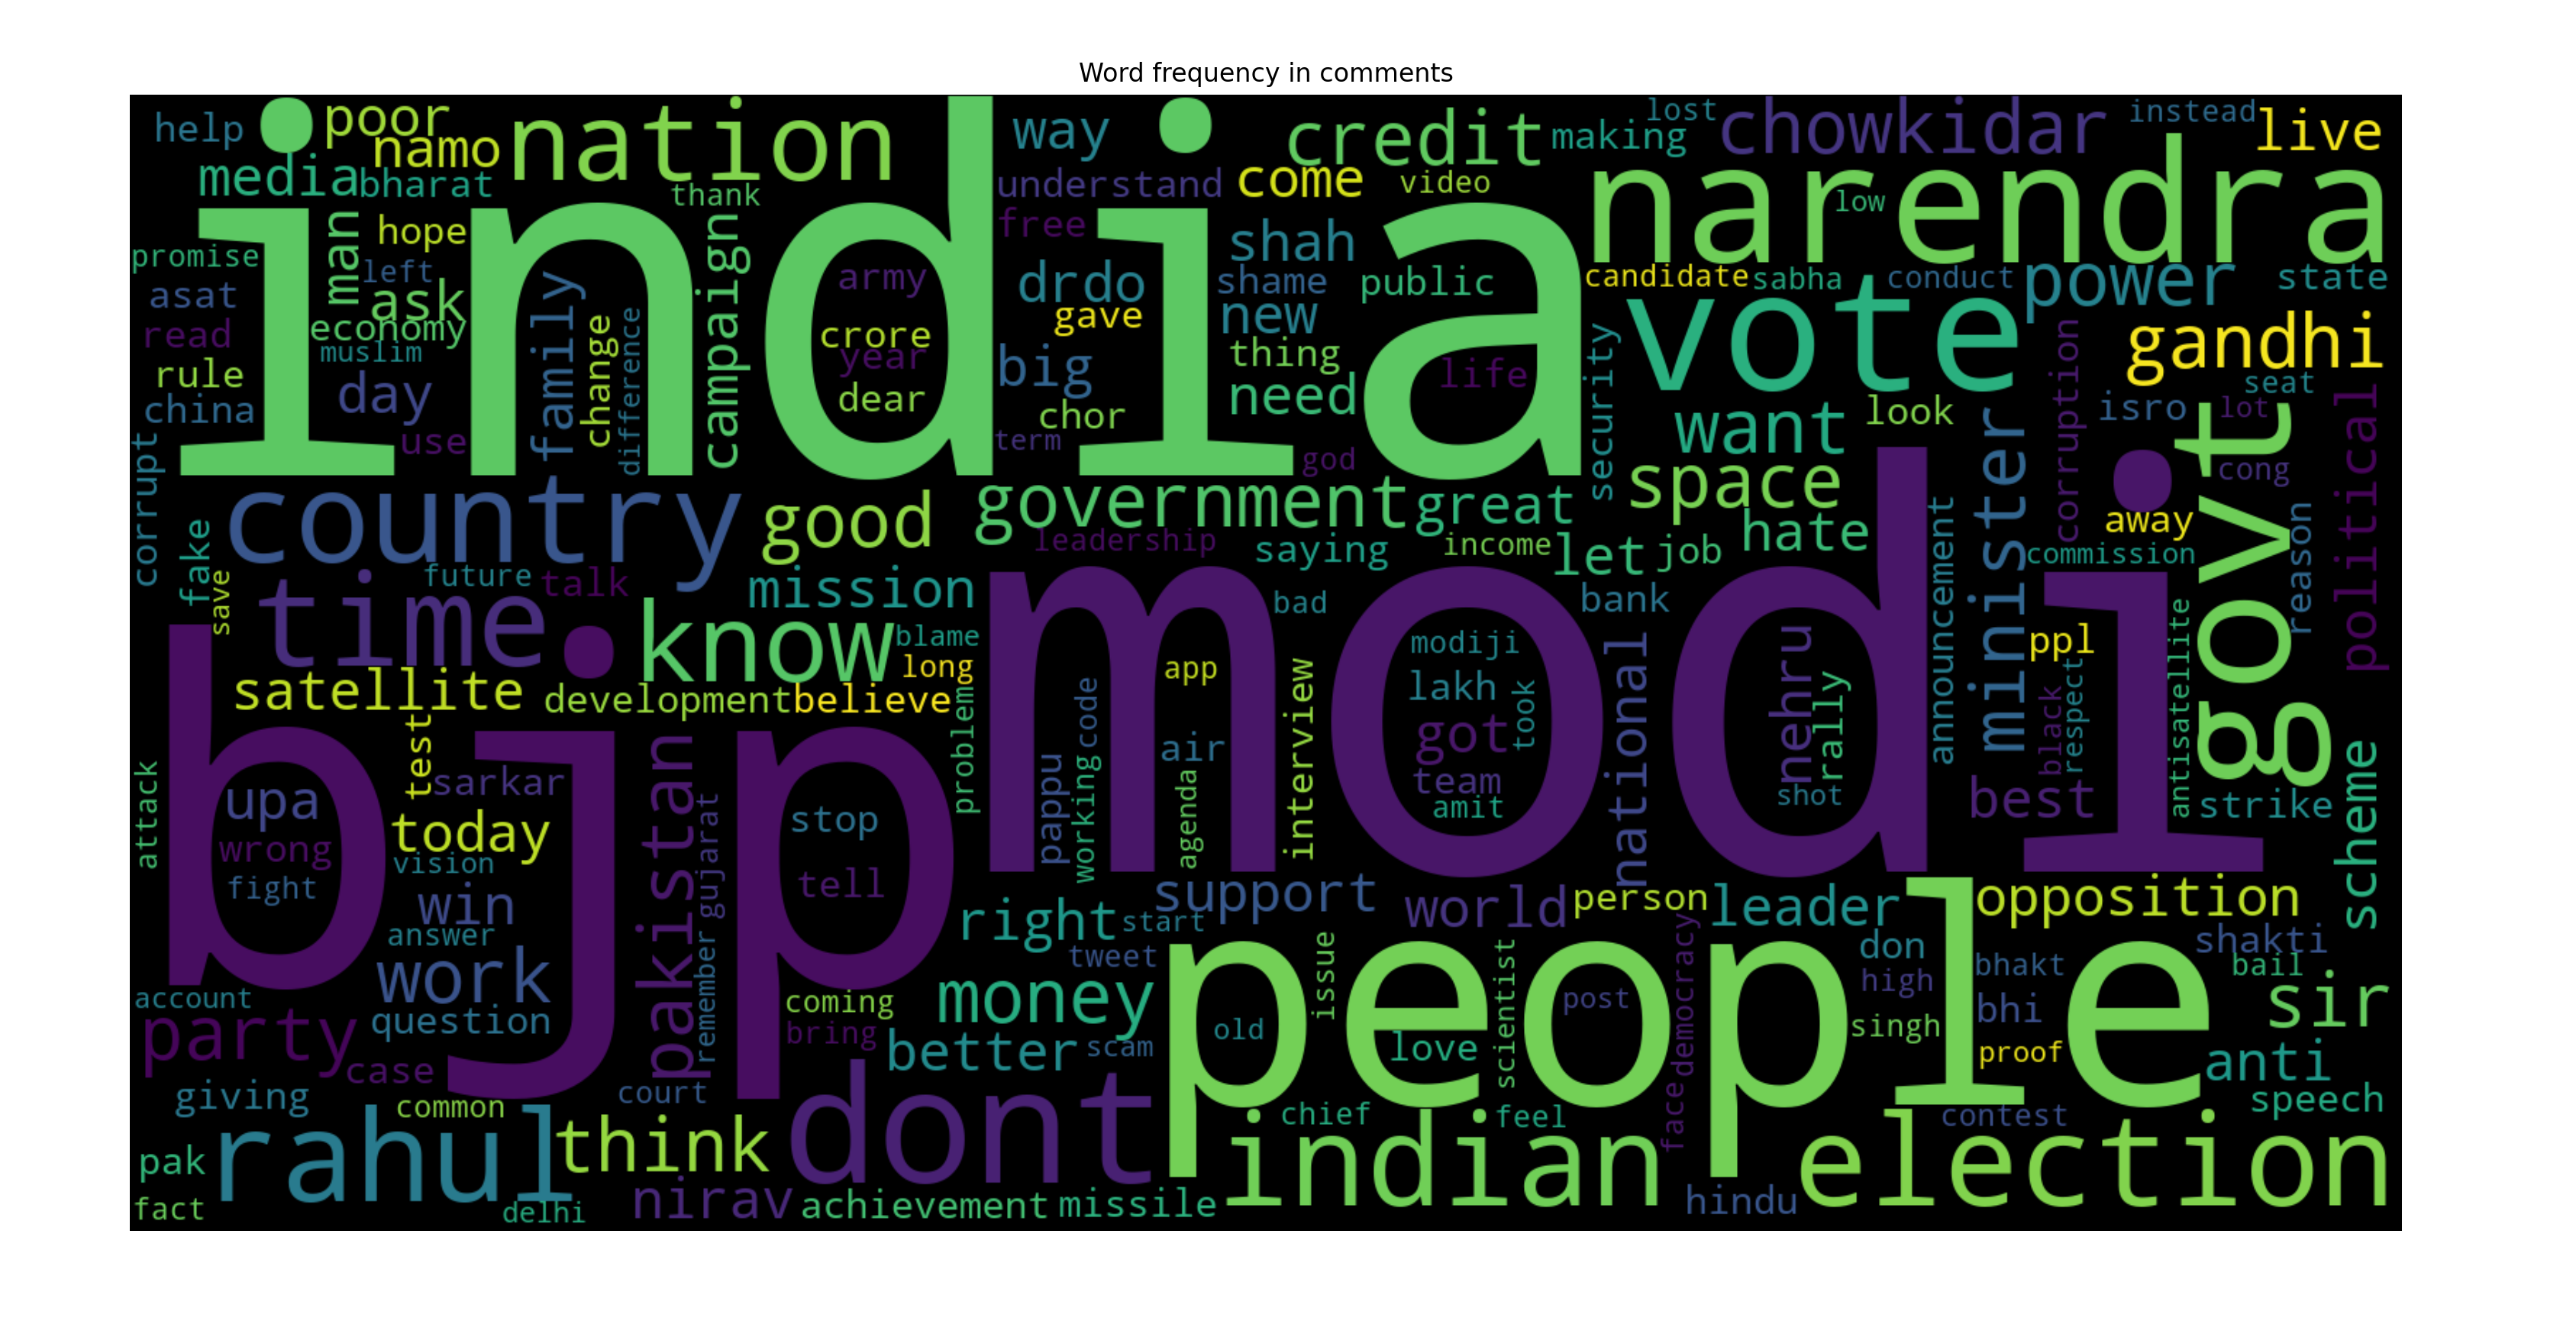 Word frequency in comments
help
poor
namo
nation
way
credit
making
lost
chowkidar
instead
live
media
bharat
thank
understand
come
video
narendra
low
india
promise
man
hope
left
campaign
free
shah
candidate
sabha
conduct
power
state
asat
ask
family
army
drdo
shame
public
read
economy
change
difference
crore
gave
new
vote
gandhi
rule
muslim
year
big
thing
security
corruption
seat
china
day
dear
chor
need
life
want
look
isro
lot
political
corrupt
use
term
god
space
minister
cong
govt
country
good
government
great
hate
announcement
away
reason
fake
leadership
saying
income
let
job
commission
save
future
talk
mission
bad
bank
time
know
blame
modi
modiji
national
nehru
rally
ppl
respect
antisatellite
satellite
development
believe
long
app
interview
lakh
took
black
test
problem
code
got
scheme
bjp
attack
upa
sarkar
pakistan
gujarat
stop
pappu
working
air
agenda
team
amit
shot
best
strike
wrong
today
vision
fight
tell
win
support
world
person
leader
opposition
answer
right
start
shakti
work
remember
tweet
people
issue
scientist
democracy
don
bhakt
bail
account
coming
money
post
high
sir
party
question
bring
old
singh
bhi
case
better
scam
love
proof
anti
giving
common
court
dont
chief
feel
face
contest
speech
pak
rahul
think
indian
election
fact
delhi
nirav
achievement
missile
hindu